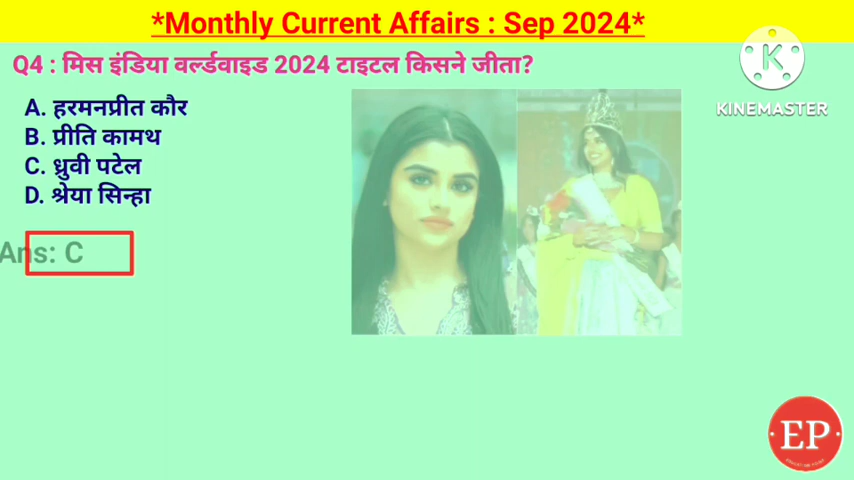 *Monthly Current Affairs : Sep 2024*
Q4 : मिस इंडिया वर्ल्डवाइड 2024 टाइटल किसने जीता?
A. हरमनप्रीत कौर
B. प्रीति कामथ
C. ध्रुवी पटेल
D. श्रेया सिन्हा
Ans: C
K
KINEMASTER
EP